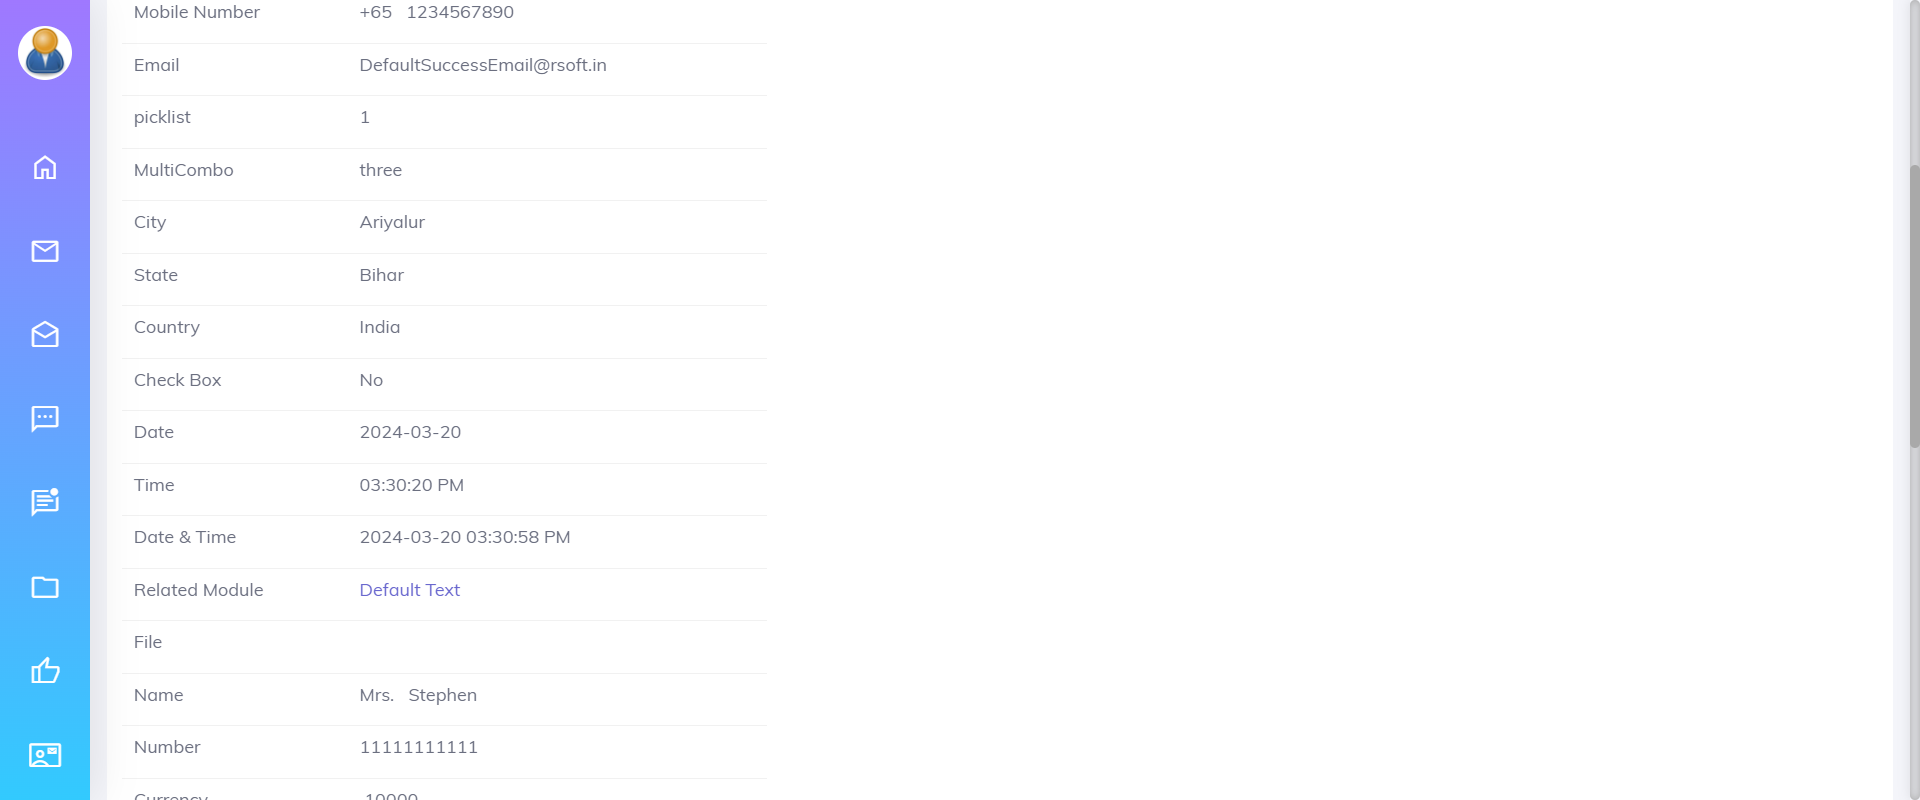 Mobile Number +65 1234567890
Email DefaultSuccessEmail@rsoft.in
picklist 1
MultiCombo three
City Ariyalur
State Bihar
Country India
Check Box No
Date 2024-03-20
Time 03:30:20 PM
Date & Time 2024-03-20 03:30:58 PM
Related Module Default Text
File
Name Mrs. Stephen
Number 11111111111
Currency 10000